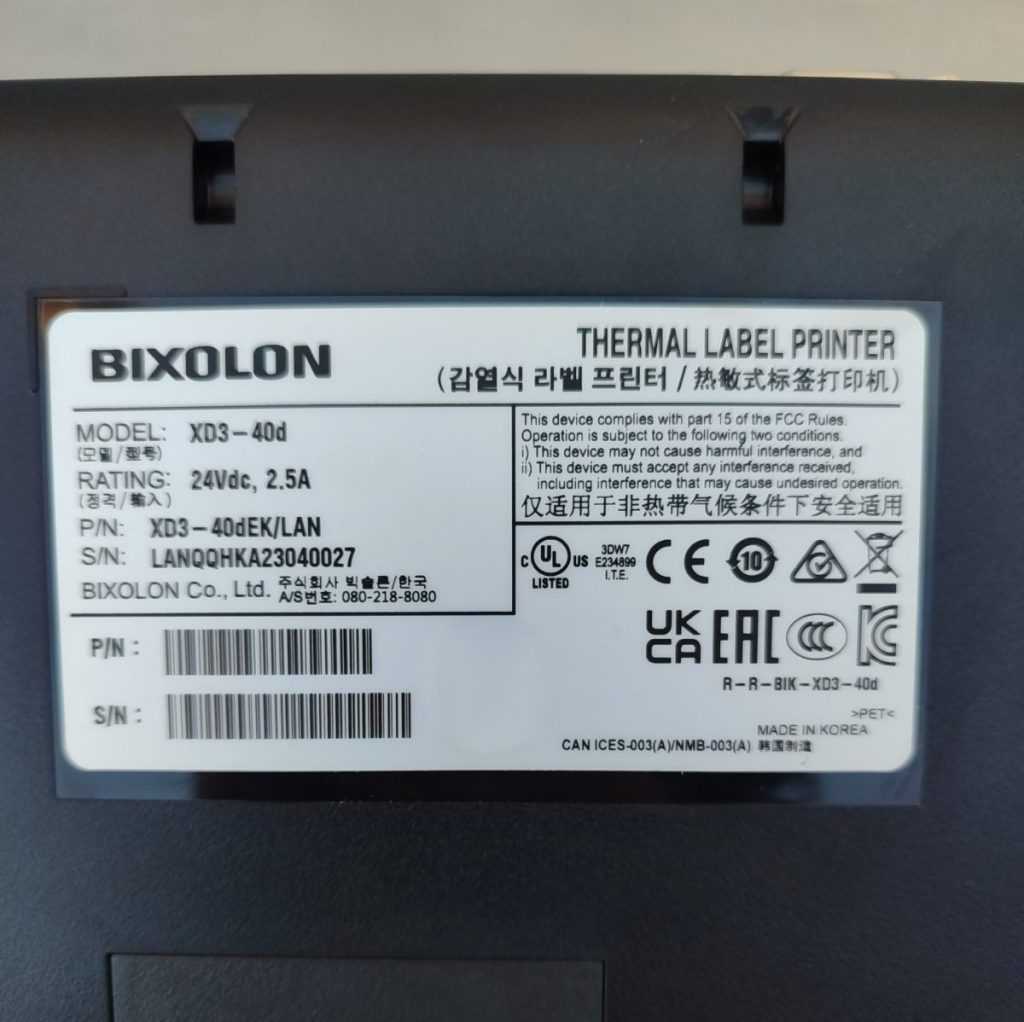 BIXOLON
THERMAL LABEL PRINTER
(감열식 라벨 프린터 / 热敏式标签打印机)
MODEL: XD3-40d
(모델/型号)
RATING: 24Vdc, 2.5A
(정격/输入)
P/N: XD3-40dEK/LAN
S/N: LANQQHKA23040027
BIXOLON Co., Ltd. 주식회사 빅솔론/한국
A/S번호: 080-218-8080
This device complies with part 15 of the FCC Rules.
Operation is subject to the following two conditions.
i) This device may not cause harmful interference, and
ii) This device must accept any interference received,
including interference that may cause undesired operation.
仅适用于非热带气候条件下安全适用
C UL US
LISTED
3DW7
E234899
I.T.E.
CE
10
UK
CA
EAC
CCC
KC
R-R-BIK-XD3-40d
P/N :
S/N :
>PET<
MADE IN KOREA
CAN ICES-003(A)/NMB-003(A) 韩国制造